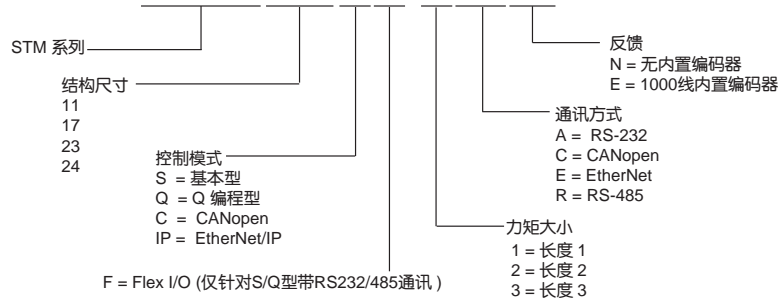 STM 系列
结构尺寸
11
17
23
24
控制模式
S = 基本型
Q = Q 编程型
C = CANopen
IP = EtherNet/IP
F = Flex I/O (仅针对S/Q型带RS232/485通讯 )
反馈
N = 无内置编码器
E = 1000线内置编码器
通讯方式
A = RS-232
C = CANopen
E = EtherNet
R = RS-485
力矩大小
1 = 长度 1
2 = 长度 2
3 = 长度 3